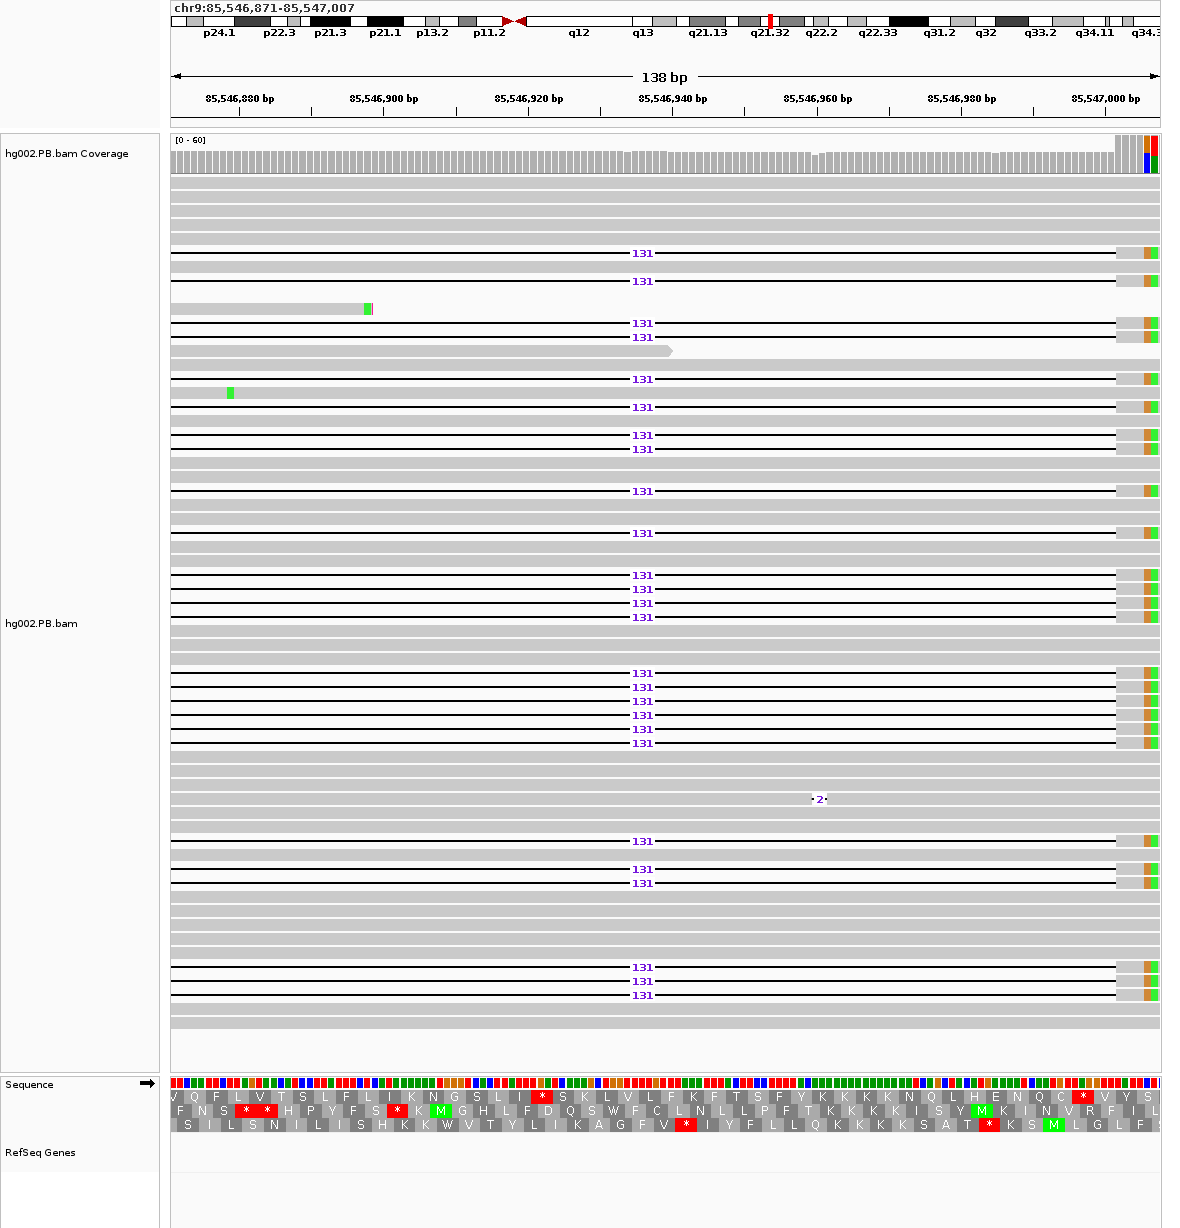 chr9:85,546,871-85,547,007
p24.1 p22.3 p21.3 p21.1 p13.2 p11.2 q12 q13 q21.13 q21.32 q22.2 q22.33 q31.2 q32 q33.2 q34.11 q34.3
138 bp
85,546,880 bp 85,546,900 bp 85,546,920 bp 85,546,940 bp 85,546,960 bp 85,546,980 bp 85,547,000 bp
[0 - 60]
hg002.PB.bam Coverage
131
131
131
131
131
131
131
131
131
131
131
131
131
131
hg002.PB.bam
131
131
131
131
131
131
2
131
131
131
131
131
131
Sequence
V Q F L V T S L F L I K N G S L I * S K L V L F K F T S F Y K K K K N Q L H E N Q C * V Y S
F N S * * H P Y F S * K M G H L F D Q S W F C L N L L P F T K K K K I S Y M K I N V R F I L
S I L S N I L I S H K K W V T Y L I K A G F V * I Y F L L Q K K K K S A T * K S M L G L F S
RefSeq Genes